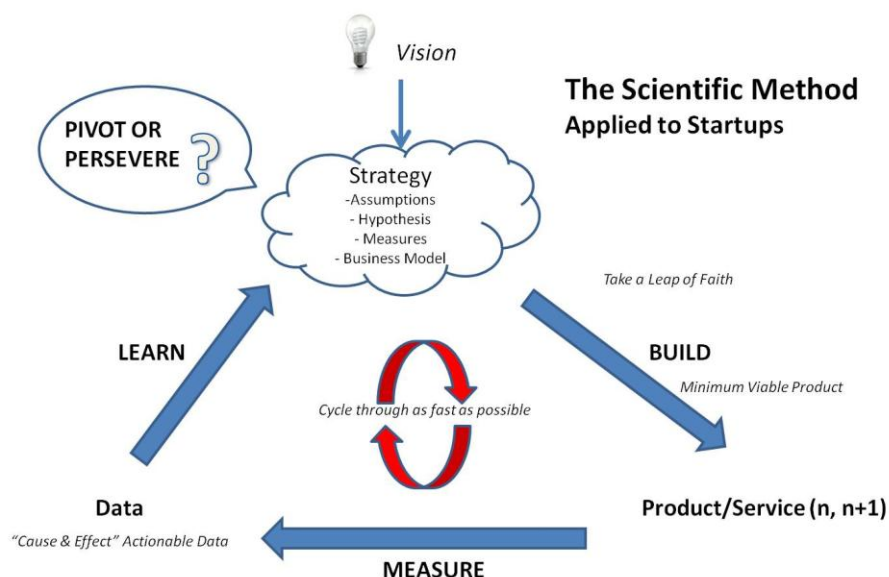 Vision
The Scientific Method
Applied to Startups
PIVOT OR
PERSEVERE ?
Strategy
-Assumptions
- Hypothesis
- Measures
- Business Model
Take a Leap of Faith
LEARN
BUILD
Minimum Viable Product
Cycle through as fast as possible
Data
Product/Service (n, n+1)
“Cause & Effect” Actionable Data
MEASURE